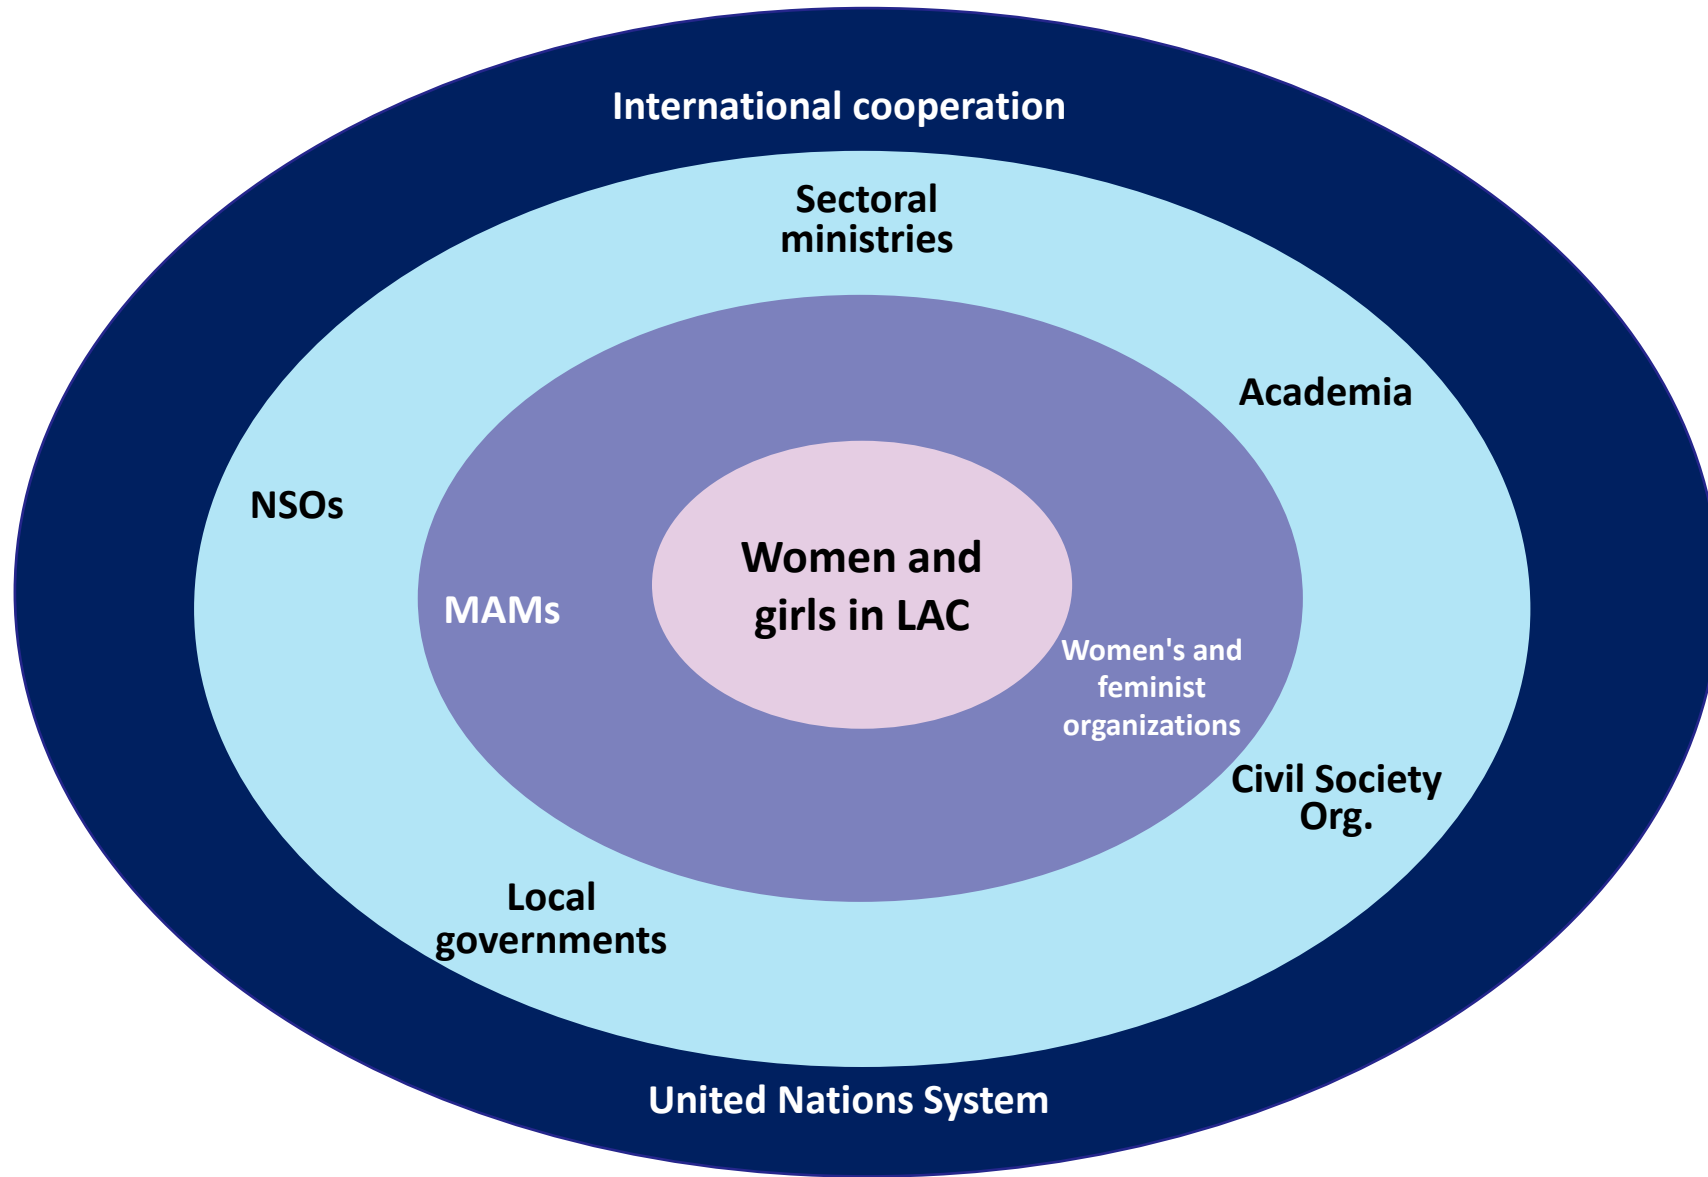 International cooperation
Sectoral
ministries
Academia
NSOs
Women and
girls in LAC
MAMs
Women's and
feminist
organizations
Civil Society
Org.
Local
governments
United Nations System